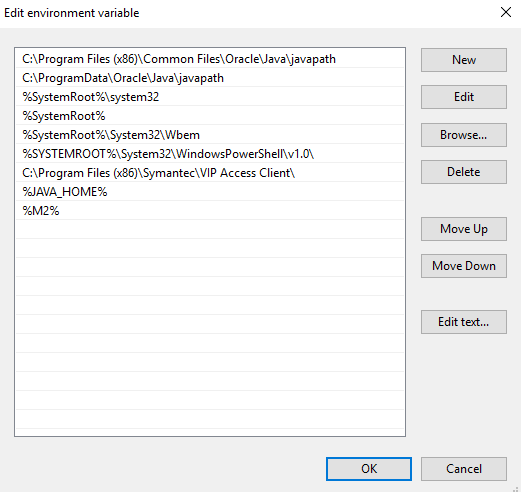 Edit environment variable
C:\Program Files (x86)\Common Files\Oracle\Java\javapath
C:\ProgramData\Oracle\Java\javapath
%SystemRoot%\system32
%SystemRoot%
%SystemRoot%\System32\Wbem
%SYSTEMROOT%\System32\WindowsPowerShell\v1.0\
C:\Program Files (x86)\Symantec\VIP Access Client\
%JAVA_HOME%
%M2%
New
Edit
Browse...
Delete
Move Up
Move Down
Edit text...
OK
Cancel